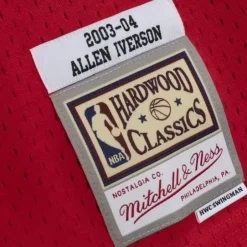 2003-04
ALLEN IVERSON
HARDWOOD
CLASSICS
NBA
NOSTALGIA CO.
Mitchell & Ness
PHILADELPHIA, PA.
HWC SWINGMAN